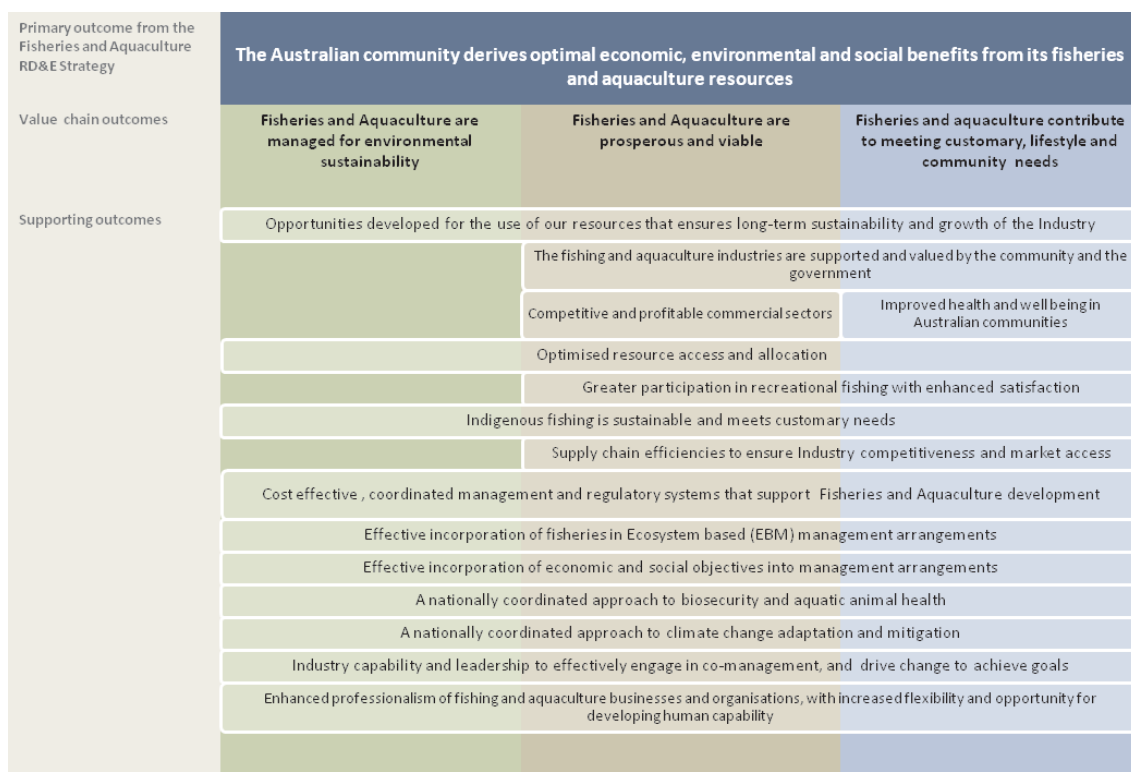 Primary outcome from the
Fisheries and Aquaculture
RD&E Strategy
The Australian community derives optimal economic, environmental and social benefits from its fisheries
and aquaculture resources
Value chain outcomes
Fisheries and Aquaculture are
managed for environmental
sustainability
Fisheries and Aquaculture are
prosperous and viable
Fisheries and aquaculture contribute
to meeting customary, lifestyle and
community needs
Supporting outcomes
Opportunities developed for the use of our resources that ensures long-term sustainability and growth of the Industry
The fishing and aquaculture industries are supported and valued by the community and the
government
Competitive and profitable commercial sectors
Improved health and well being in
Australian communities
Optimised resource access and allocation
Greater participation in recreational fishing with enhanced satisfaction
Indigenous fishing is sustainable and meets customary needs
Supply chain efficiencies to ensure Industry competitiveness and market access
Cost effective , coordinated management and regulatory systems that support Fisheries and Aquaculture development
Effective incorporation of fisheries in Ecosystem based (EBM) management arrangements
Effective incorporation of economic and social objectives into management arrangements
A nationally coordinated approach to biosecurity and aquatic animal health
A nationally coordinated approach to climate change adaptation and mitigation
Industry capability and leadership to effectively engage in co-management, and drive change to achieve goals
Enhanced professionalism of fishing and aquaculture businesses and organisations, with increased flexibility and opportunity for
developing human capability